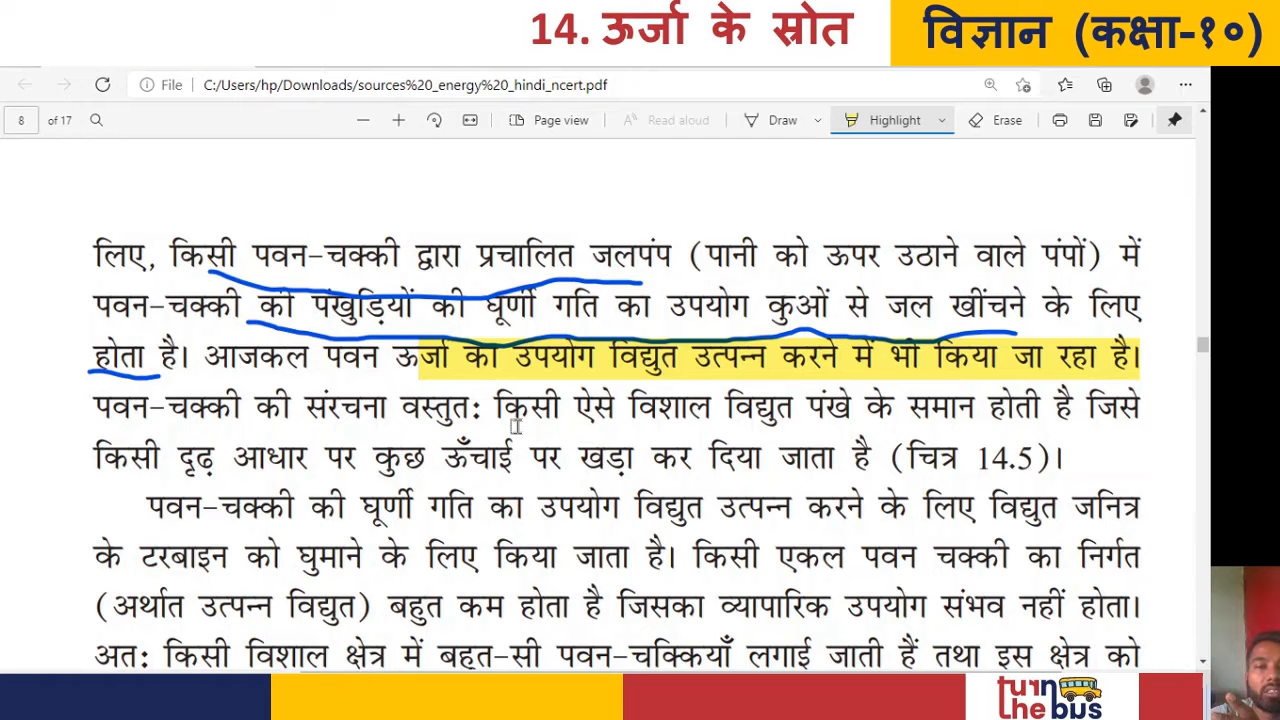 14. ऊर्जा के स्रोत
विज्ञान (कक्षा-१०)
File C:/Users/hp/Downloads/sources%20_energy%20_hindi_ncert.pdf
8 of 17 Page view Read aloud Draw Highlight Erase
लिए, किसी पवन-चक्की द्वारा प्रचालित जलपंप (पानी को ऊपर उठाने वाले पंपों) में
पवन-चक्की की पंखुड़ियों की घूर्णी गति का उपयोग कुओं से जल खींचने के लिए
होता है। आजकल पवन ऊर्जा का उपयोग विद्युत उत्पन्न करने में भी किया जा रहा है।
पवन-चक्की की संरचना वस्तुत: किसी ऐसे विशाल विद्युत पंखे के समान होती है जिसे
किसी दृढ़ आधार पर कुछ ऊँचाई पर खड़ा कर दिया जाता है (चित्र 14.5)।
पवन-चक्की की घूर्णी गति का उपयोग विद्युत उत्पन्न करने के लिए विद्युत जनित्र
के टरबाइन को घुमाने के लिए किया जाता है। किसी एकल पवन चक्की का निर्गत
(अर्थात उत्पन्न विद्युत) बहुत कम होता है जिसका व्यापारिक उपयोग संभव नहीं होता।
अत: किसी विशाल क्षेत्र में बहुत-सी पवन-चक्कियाँ लगाई जाती हैं तथा इस क्षेत्र को
turn
the bus